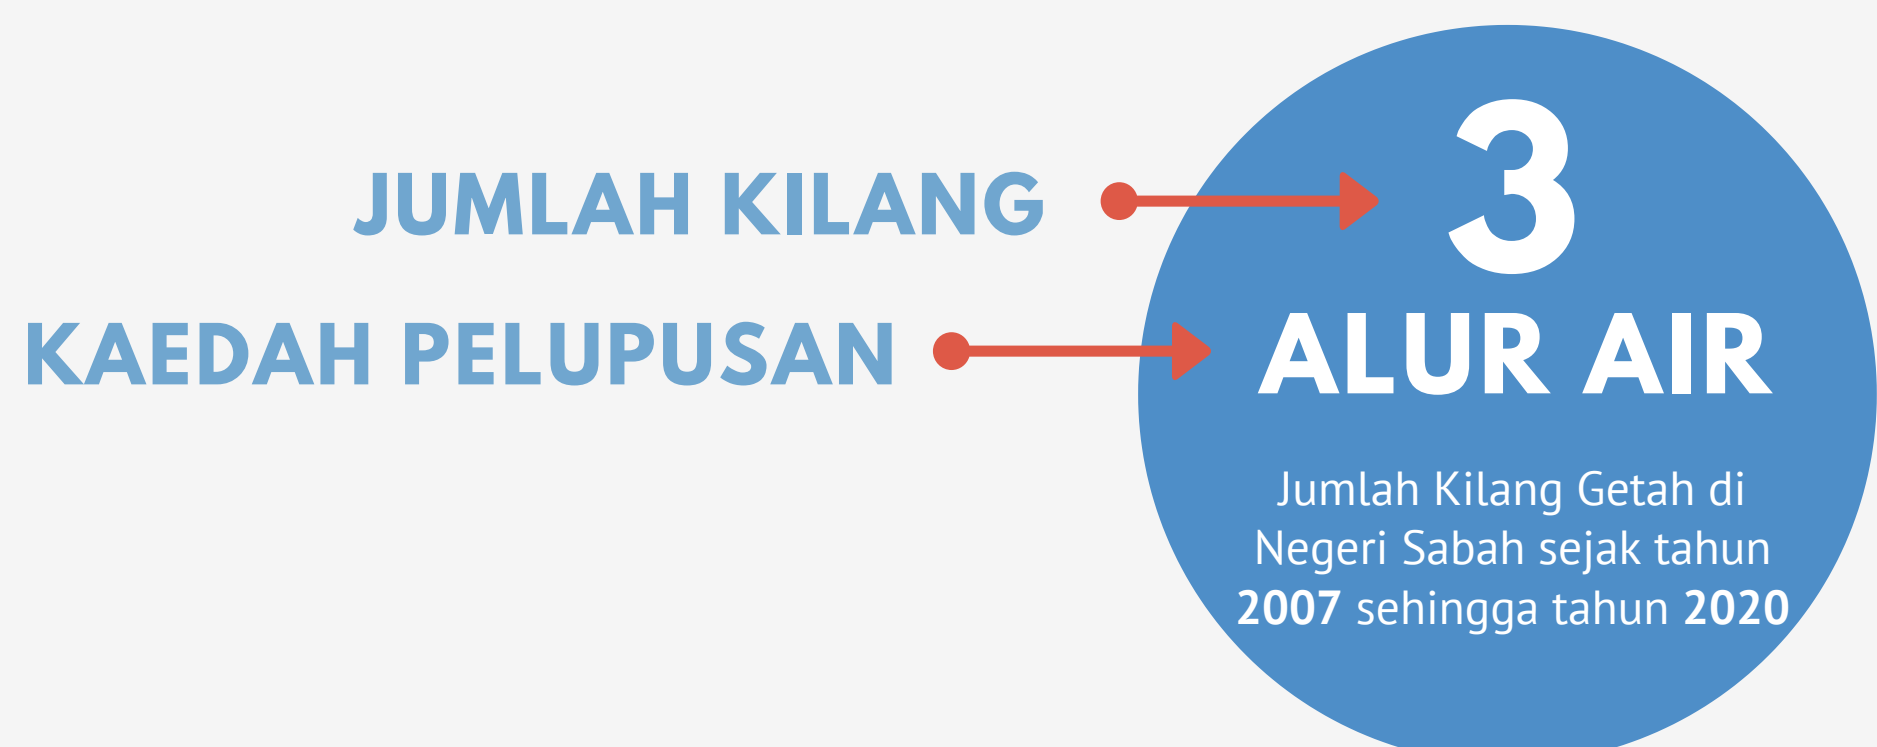 JUMLAH KILANG
3
KAEDAH PELUPUSAN
ALUR AIR
Jumlah Kilang Getah di
Negeri Sabah sejak tahun
2007 sehingga tahun 2020